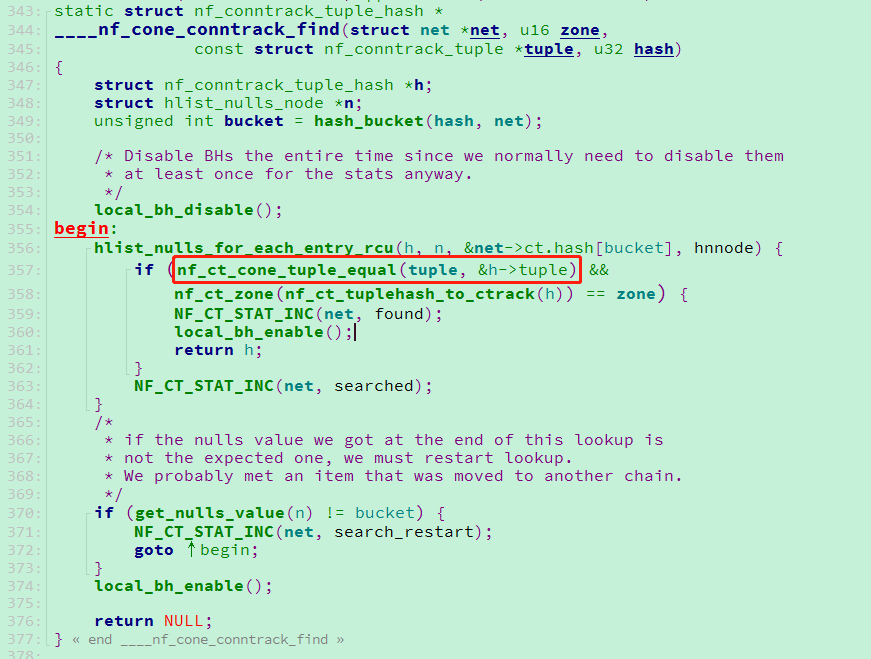 343: static struct nf_conntrack_tuple_hash *
344: ____nf_cone_conntrack_find(struct net *net, u16 zone,
345: const struct nf_conntrack_tuple *tuple, u32 hash)
346: {
347: struct nf_conntrack_tuple_hash *h;
348: struct hlist_nulls_node *n;
349: unsigned int bucket = hash_bucket(hash, net);
350:
351: /* Disable BHs the entire time since we normally need to disable them
352: * at least once for the stats anyway.
353: */
354: local_bh_disable();
355: begin:
356: hlist_nulls_for_each_entry_rcu(h, n, &net->ct.hash[bucket], hnnode) {
357: if (nf_ct_cone_tuple_equal(tuple, &h->tuple) &&
358: nf_ct_zone(nf_ct_tuplehash_to_ctrack(h)) == zone) {
359: NF_CT_STAT_INC(net, found);
360: local_bh_enable();
361: return h;
362: }
363: NF_CT_STAT_INC(net, searched);
364: }
365: /*
366: * if the nulls value we got at the end of this lookup is
367: * not the expected one, we must restart lookup.
368: * We probably met an item that was moved to another chain.
369: */
370: if (get_nulls_value(n) != bucket) {
371: NF_CT_STAT_INC(net, search_restart);
372: goto ↑begin;
373: }
374: local_bh_enable();
375:
376: return NULL;
377: } « end ____nf_cone_conntrack_find »
378: